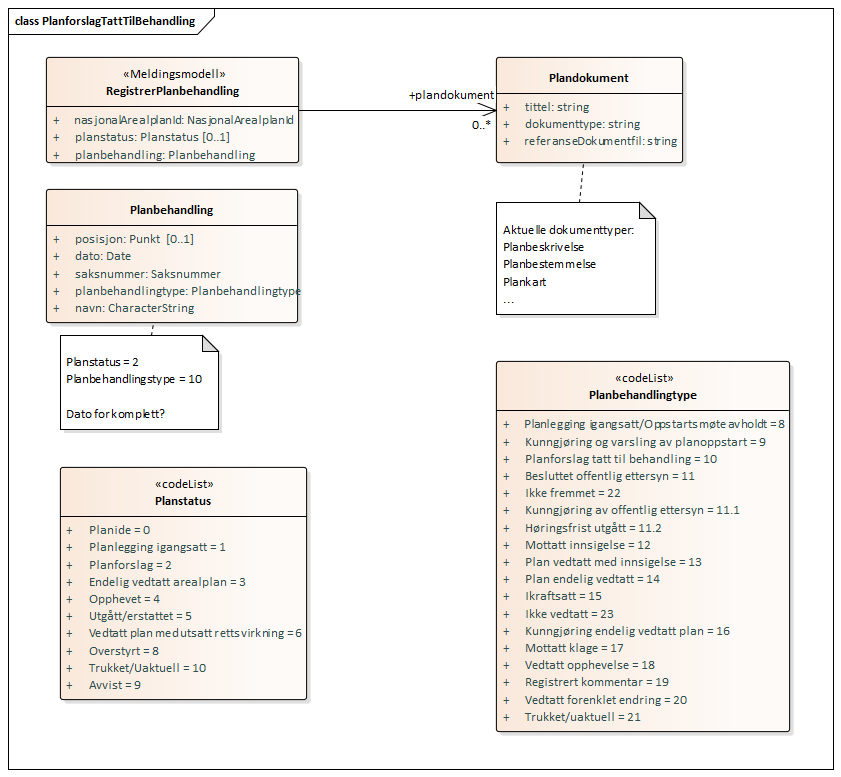 class PlanforslagTattTilBehandling
«Meldingsmodell»
RegistrerPlanbehandling
+ nasjonalArealplanId: NasjonalArealplanId
+ planstatus: Planstatus [0..1]
+ planbehandling: Planbehandling
+plandokument
0..*
Plandokument
+ tittel: string
+ dokumenttype: string
+ referanseDokumentfil: string
Planbehandling
+ posisjon: Punkt [0..1]
+ dato: Date
+ saksnummer: Saksnummer
+ planbehandlingtype: Planbehandlingtype
+ navn: CharacterString
Aktuelle dokumenttyper:
Planbeskrivelse
Planbestemmelse
Plankart
...
Planstatus = 2
Planbehandlingstype = 10
Dato for komplett?
«codeList»
Planbehandlingtype
+ Planlegging igangsatt/Oppstartsmøte avholdt = 8
+ Kunngjøring og varsling av planoppstart = 9
+ Planforslag tatt til behandling = 10
+ Besluttet offentlig ettersyn = 11
+ Ikke fremmet = 22
+ Kunngjøring av offentlig ettersyn = 11.1
+ Høringsfrist utgått = 11.2
+ Mottatt innsigelse = 12
+ Plan vedtatt med innsigelse = 13
+ Plan endelig vedtatt = 14
+ Ikraftsatt = 15
+ Ikke vedtatt = 23
+ Kunngjøring endelig vedtatt plan = 16
+ Mottatt klage = 17
+ Vedtatt opphevelse = 18
+ Registrert kommentar = 19
+ Vedtatt forenklet endring = 20
+ Trukket/uaktuell = 21
«codeList»
Planstatus
+ Planide = 0
+ Planlegging igangsatt = 1
+ Planforslag = 2
+ Endelig vedtatt arealplan = 3
+ Opphevet = 4
+ Utgått/erstattet = 5
+ Vedtatt plan med utsatt rettsvirkning = 6
+ Overstyrt = 8
+ Trukket/Uaktuell = 10
+ Avvist = 9